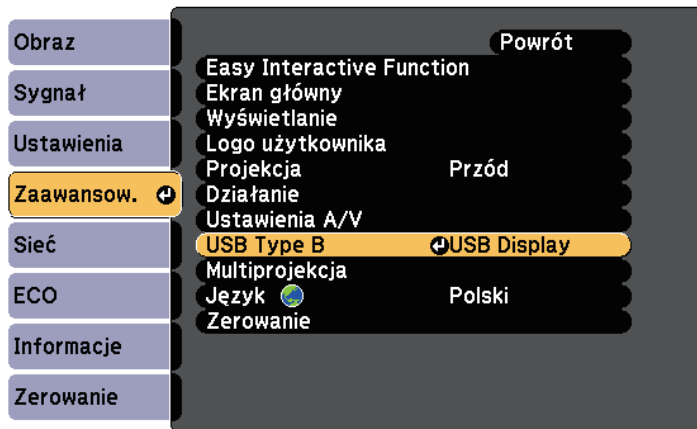 Obraz
Sygnał
Ustawienia
Zaawansow.
Sieć
ECO
Informacje
Zerowanie
Powrót
Easy Interactive Function
Ekran główny
Wyświetlanie
Logo użytkownika
Projekcja Przód
Działanie
Ustawienia A/V
USB Type B USB Display
Multiprojekcja
Język Polski
Zerowanie